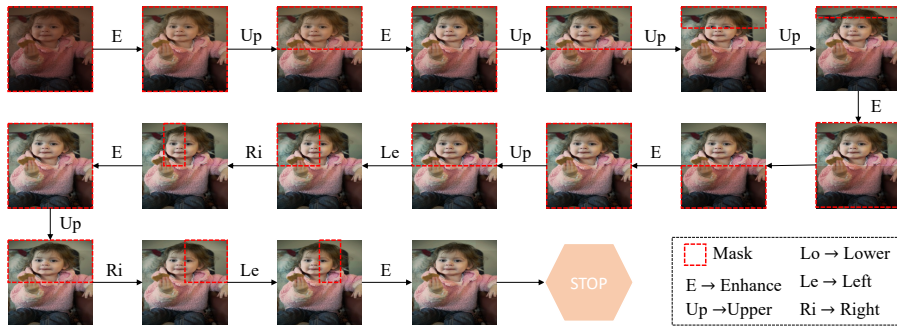 E
Up
E
Up
Up
Up
E
E
Ri
Le
Up
E
Up
Ri
Le
E
STOP
Mask
E → Enhance
Up →Upper
Lo → Lower
Le → Left
Ri → Right